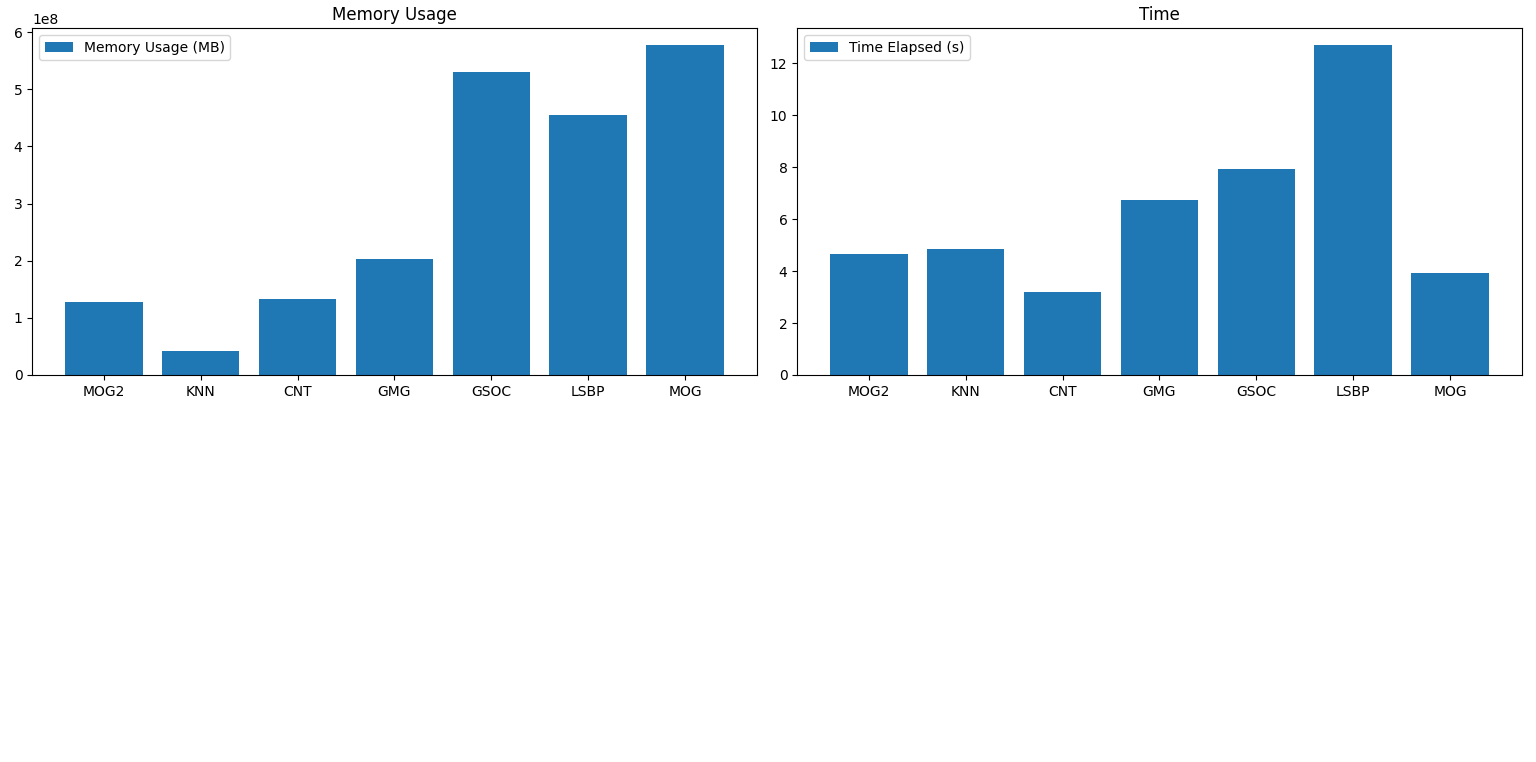 Memory Usage
1e8
Memory Usage (MB)
6
5
4
3
2
1
0
MOG2 KNN CNT GMG GSOC LSBP MOG
Time
Time Elapsed (s)
12
10
8
6
4
2
0
MOG2 KNN CNT GMG GSOC LSBP MOG